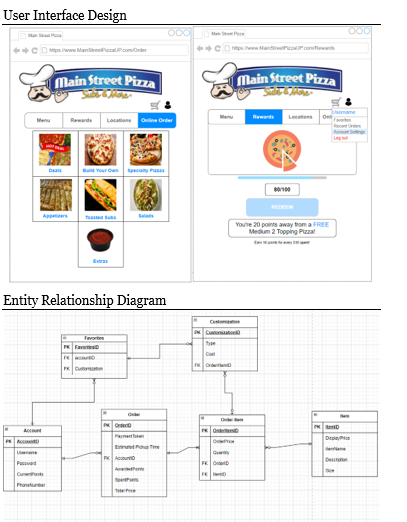 User Interface Design
Main Street Pizza
https://www.MainStreetPizzaUP.com/Order
Main Street Pizza
Subs & More
Menu
Rewards
Locations
Online Order
HOT DEAL
Deals
Build Your Own
Specialty Pizzas
Appetizers
Toasted Subs
Salads
Extras
Main Street Pizza
https://www.MainStreetPizzaUP.com/Rewards
Main Street Pizza
Subs & More
Username
Favorites
Recent Orders
Account Settings
Log out
Menu
Rewards
Locations
80/100
REDEEM
You're 20 points away from a FREE
Medium 2 Topping Pizza!
Earn 10 points for every $10 spent!
Entity Relationship Diagram
Favorites
PK FavoritesID
FK accountID
FK Customization
Customization
PK CustomizationID
Type
Cost
FK OrderItemID
Account
PK AccountID
Username
Password
CurrentPoints
PhoneNumber
Order
PK OrderID
PaymentToken
Estimated Pickup Time
FK AccountID
AwardedPoints
SpentPoints
Total Price
Order Item
PK OrderItemID
OrderPrice
Quantity
FK OrderID
FK ItemID
Item
PK ItemID
DisplayPrice
ItemName
Description
Size